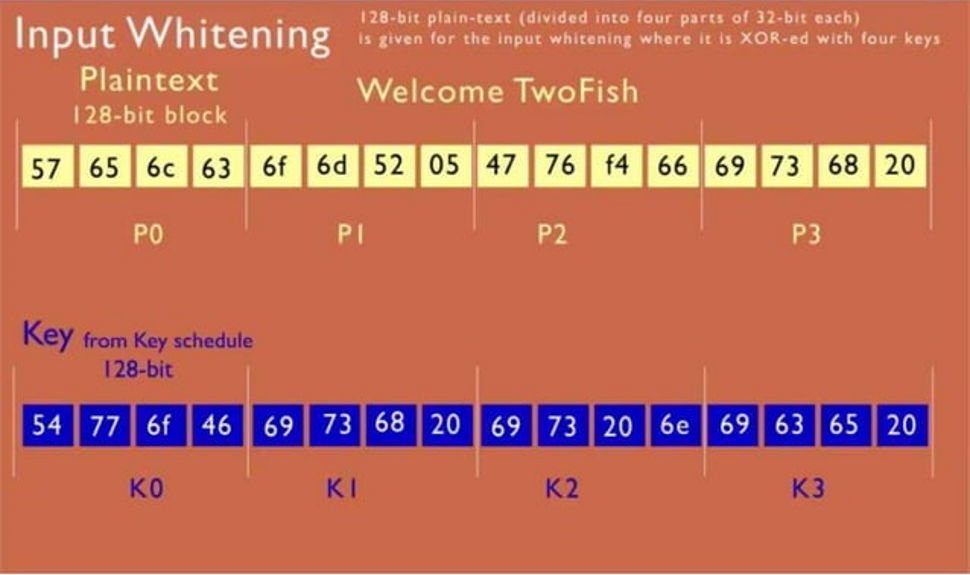 Input Whitening
128-bit plain-text (divided into four parts of 32-bit each)
is given for the input whitening where it is XOR-ed with four keys
Plaintext
128-bit block
Welcome TwoFish
57 65 6c 63 6f 6d 52 05 47 76 f4 66 69 73 68 20
P0 P1 P2 P3
Key from Key schedule
128-bit
54 77 6f 46 69 73 68 20 69 73 20 6e 69 63 65 20
K0 K1 K2 K3